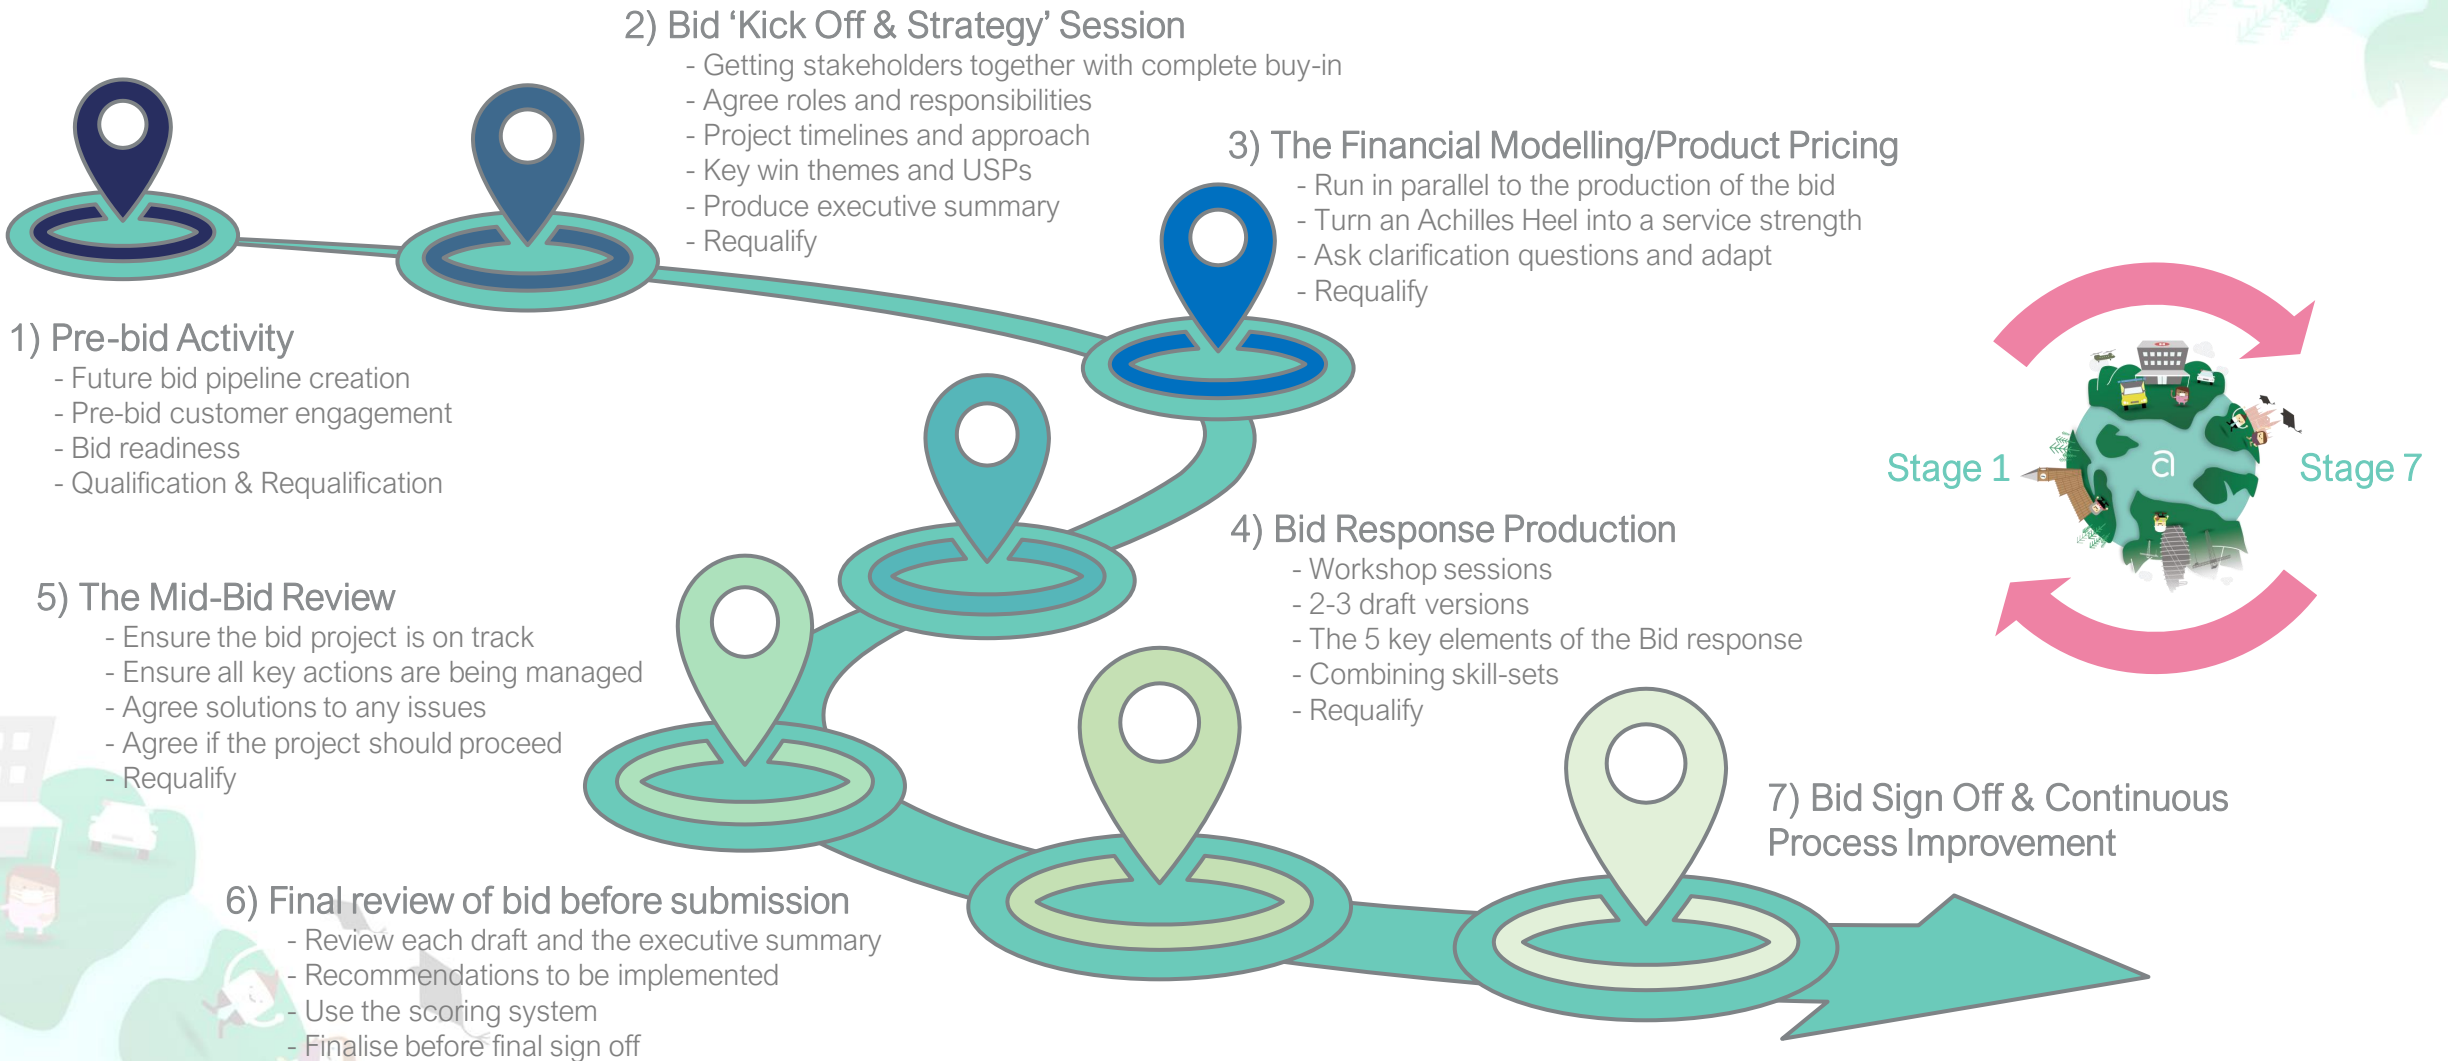 1) Pre-bid Activity
- Future bid pipeline creation
- Pre-bid customer engagement
- Bid readiness
- Qualification & Requalification
2) Bid ‘Kick Off & Strategy’ Session
- Getting stakeholders together with complete buy-in
- Agree roles and responsibilities
- Project timelines and approach
- Key win themes and USPs
- Produce executive summary
- Requalify
3) The Financial Modelling/Product Pricing
- Run in parallel to the production of the bid
- Turn an Achilles Heel into a service strength
- Ask clarification questions and adapt
- Requalify
4) Bid Response Production
- Workshop sessions
- 2-3 draft versions
- The 5 key elements of the Bid response
- Combining skill-sets
- Requalify
5) The Mid-Bid Review
- Ensure the bid project is on track
- Ensure all key actions are being managed
- Agree solutions to any issues
- Agree if the project should proceed
- Requalify
6) Final review of bid before submission
- Review each draft and the executive summary
- Recommendations to be implemented
- Use the scoring system
- Finalise before final sign off
7) Bid Sign Off & Continuous
Process Improvement
Stage 1
a
Stage 7